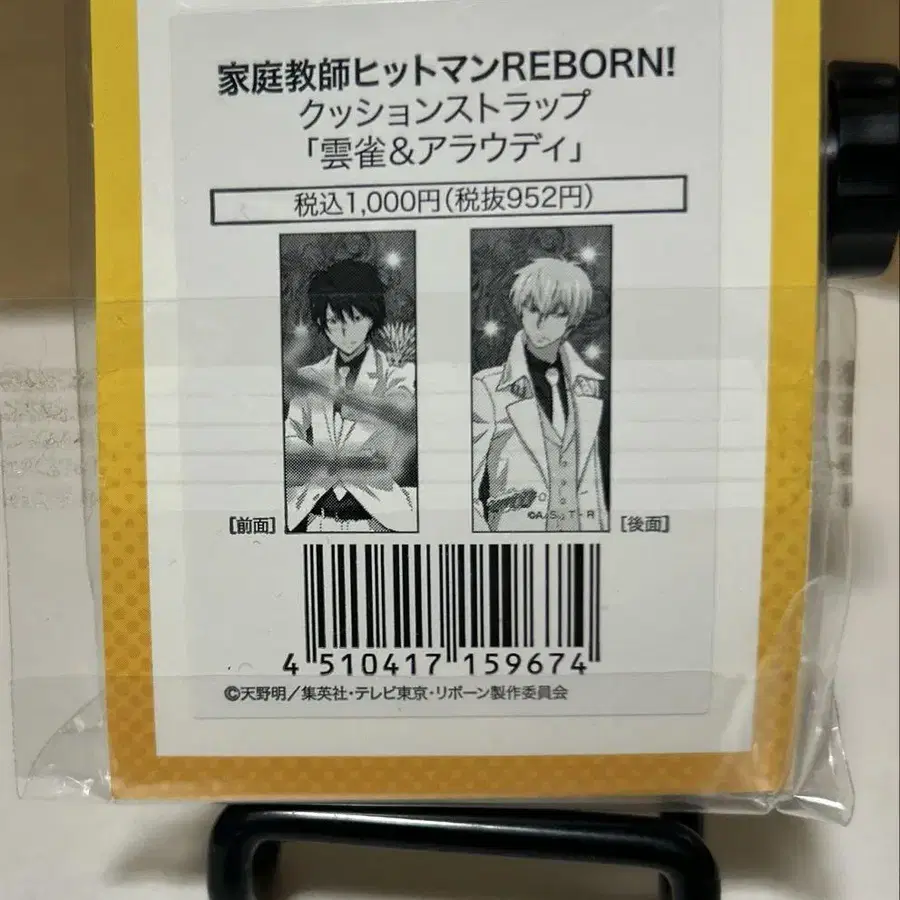 家庭教師ヒットマンREBORN!
クッションストラップ
「雲雀&アラウディ」
税込1,000円(税抜952円)
©A.S,T-R
[前面]
[後面]
4 510417 159674
©天野明/集英社・テレビ東京・リボーン製作委員会